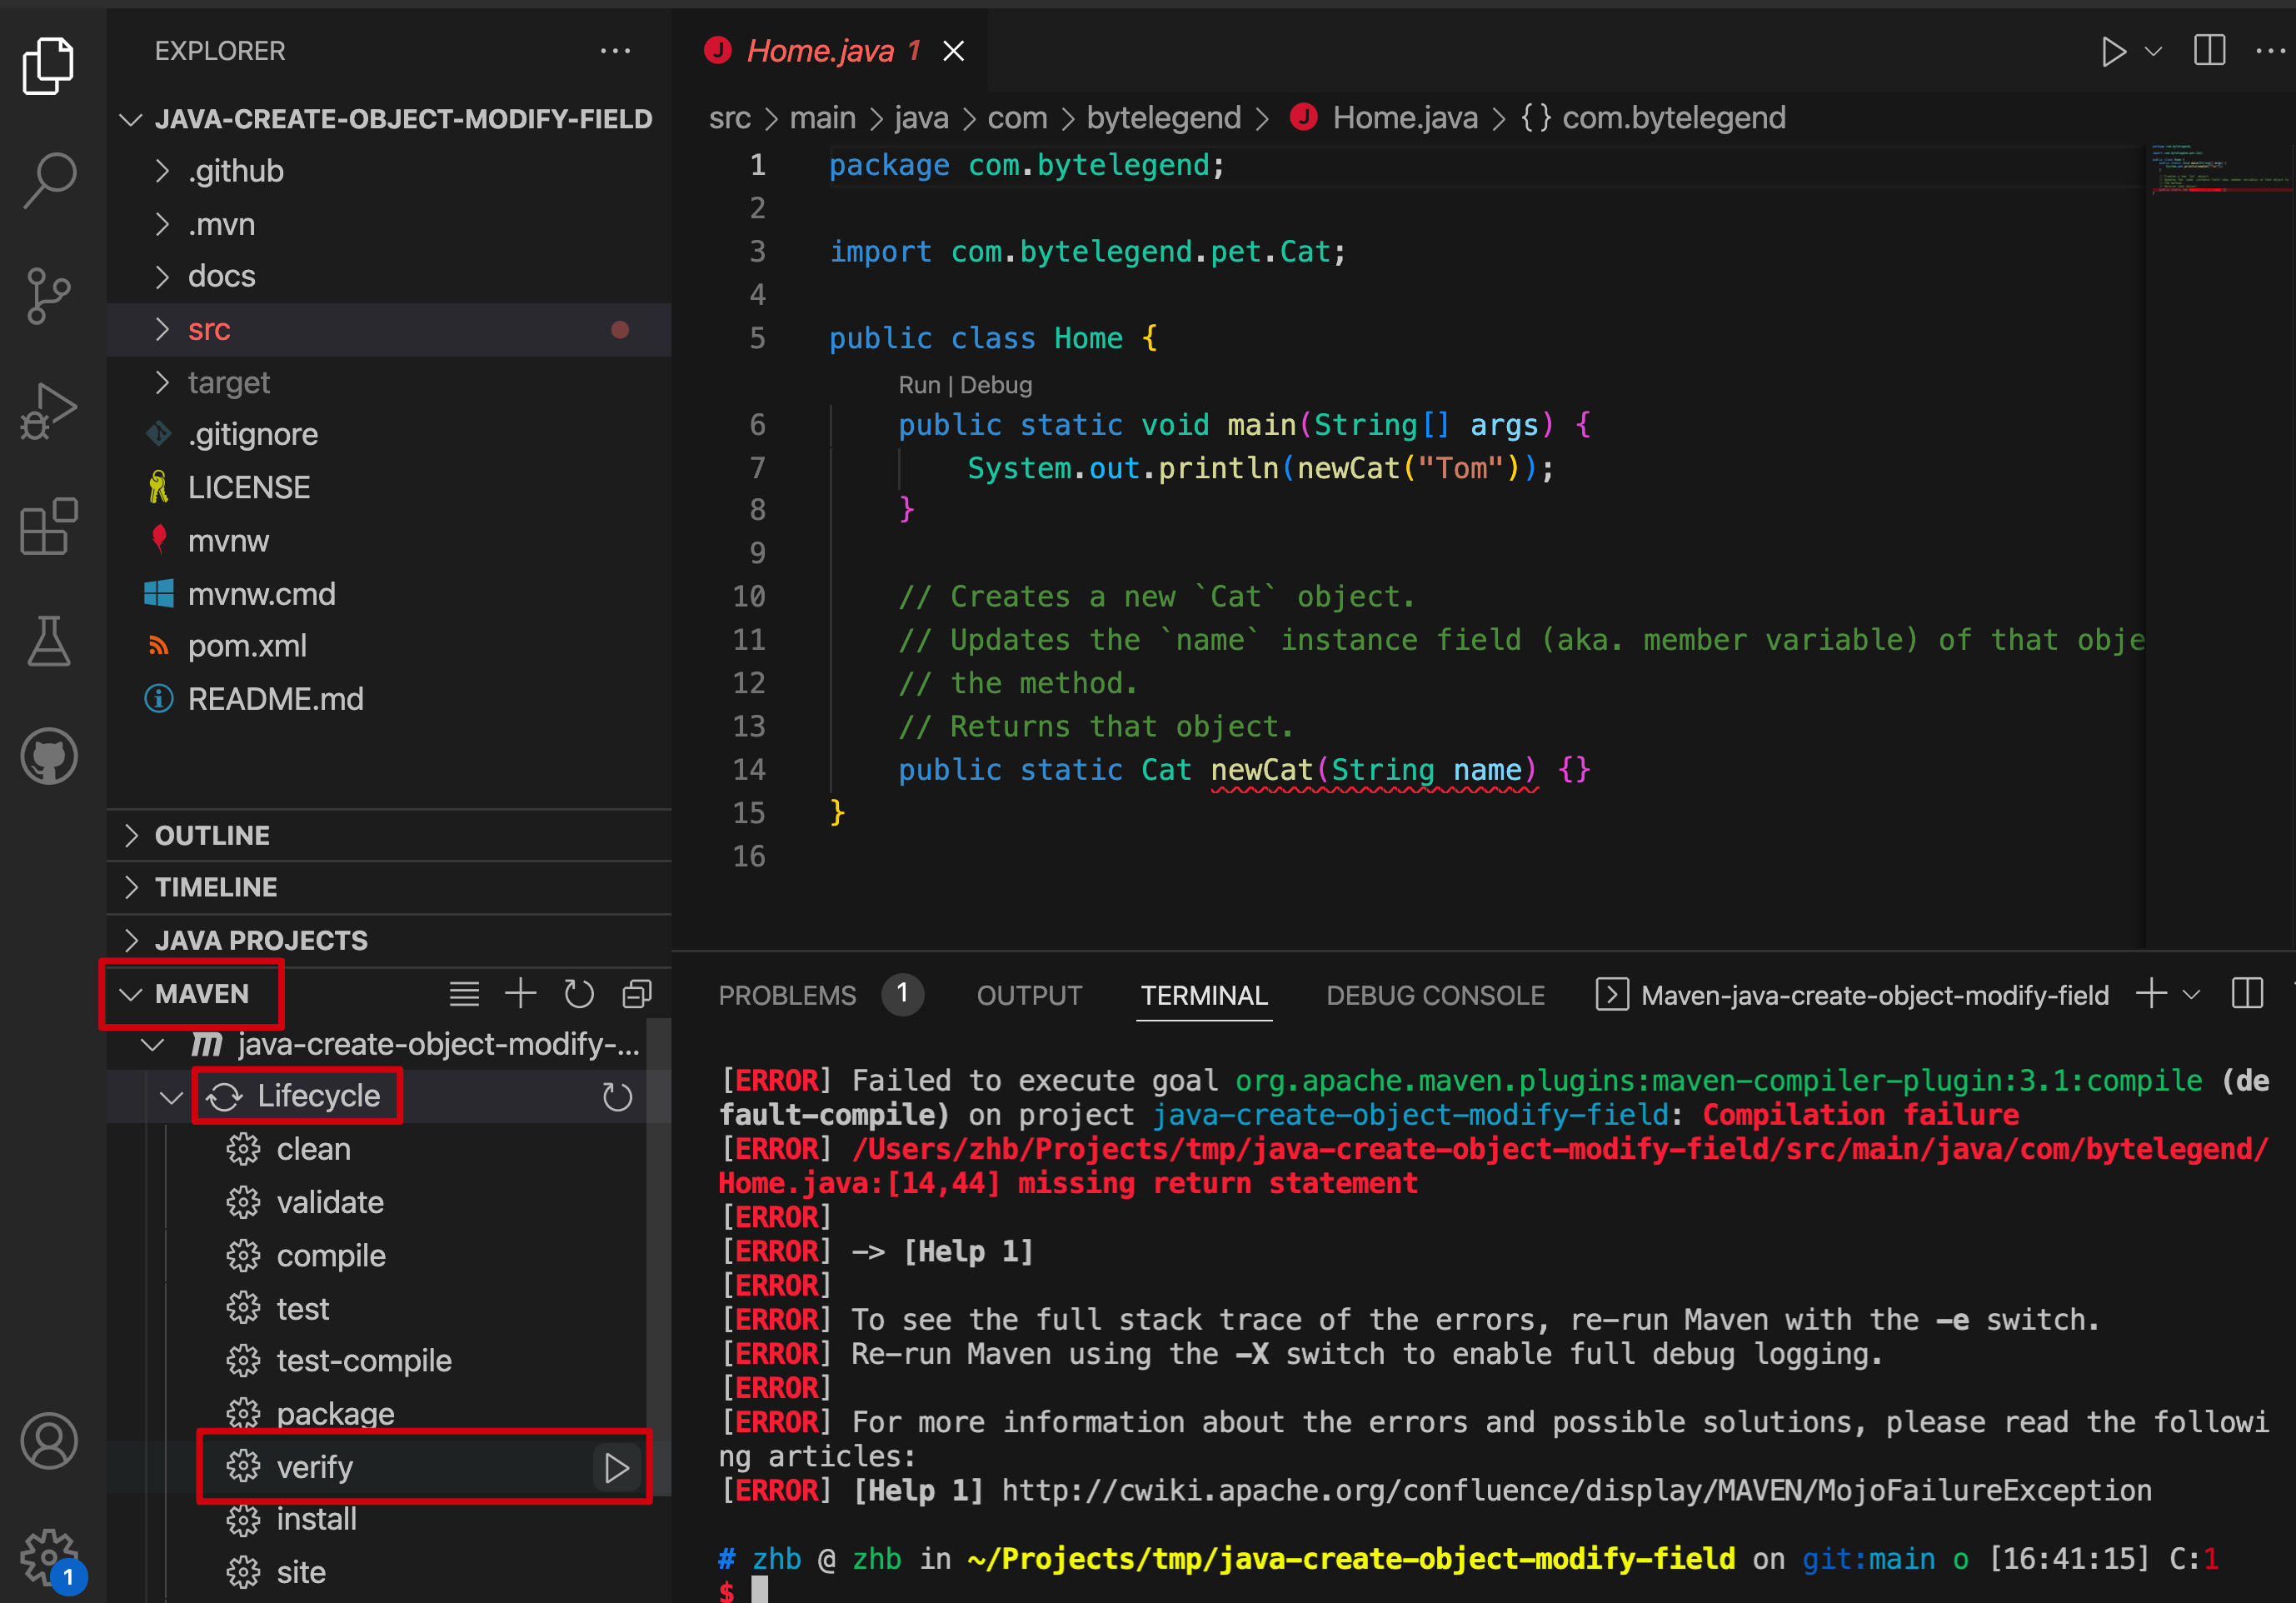 EXPLORER
JAVA-CREATE-OBJECT-MODIFY-FIELD
.github
.mvn
docs
src
target
.gitignore
LICENSE
mvnw
mvnw.cmd
pom.xml
README.md
OUTLINE
TIMELINE
JAVA PROJECTS
MAVEN
java-create-object-modify-...
Lifecycle
clean
validate
compile
test
test-compile
package
verify
install
site
1
Home.java 1
src > main > java > com > bytelegend > Home.java > {} com.bytelegend
1 package com.bytelegend;
2
3 import com.bytelegend.pet.Cat;
4
5 public class Home {
Run | Debug
6 public static void main(String[] args) {
7 System.out.println(newCat("Tom"));
8 }
9
10 // Creates a new `Cat` object.
11 // Updates the `name` instance field (aka. member variable) of that obje
12 // the method.
13 // Returns that object.
14 public static Cat newCat(String name) {}
15 }
16
PROBLEMS 1 OUTPUT TERMINAL DEBUG CONSOLE Maven-java-create-object-modify-field
[ERROR] Failed to execute goal org.apache.maven.plugins:maven-compiler-plugin:3.1:compile (de
fault-compile) on project java-create-object-modify-field: Compilation failure
[ERROR] /Users/zhb/Projects/tmp/java-create-object-modify-field/src/main/java/com/bytelegend/
Home.java:[14,44] missing return statement
[ERROR]
[ERROR] -> [Help 1]
[ERROR]
[ERROR] To see the full stack trace of the errors, re-run Maven with the -e switch.
[ERROR] Re-run Maven using the -X switch to enable full debug logging.
[ERROR]
[ERROR] For more information about the errors and possible solutions, please read the followi
ng articles:
[ERROR] [Help 1] http://cwiki.apache.org/confluence/display/MAVEN/MojoFailureException
# zhb @ zhb in ~/Projects/tmp/java-create-object-modify-field on git:main o [16:41:15] C:1
$